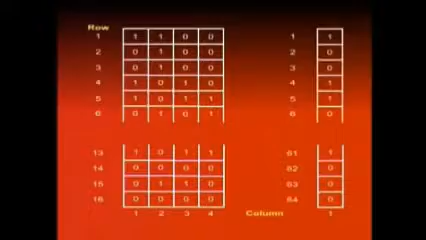 Row
1 1 1 0 0 1 1
2 0 1 0 0 2 0
3 0 1 0 0 3 0
4 1 0 1 0 4 1
5 1 0 1 1 5 1
6 0 1 0 1 6 0
13 1 0 1 1 61 1
14 0 0 0 0 62 0
15 0 1 1 0 63 0
16 0 0 0 0 64 0
1 2 3 4 Column 1